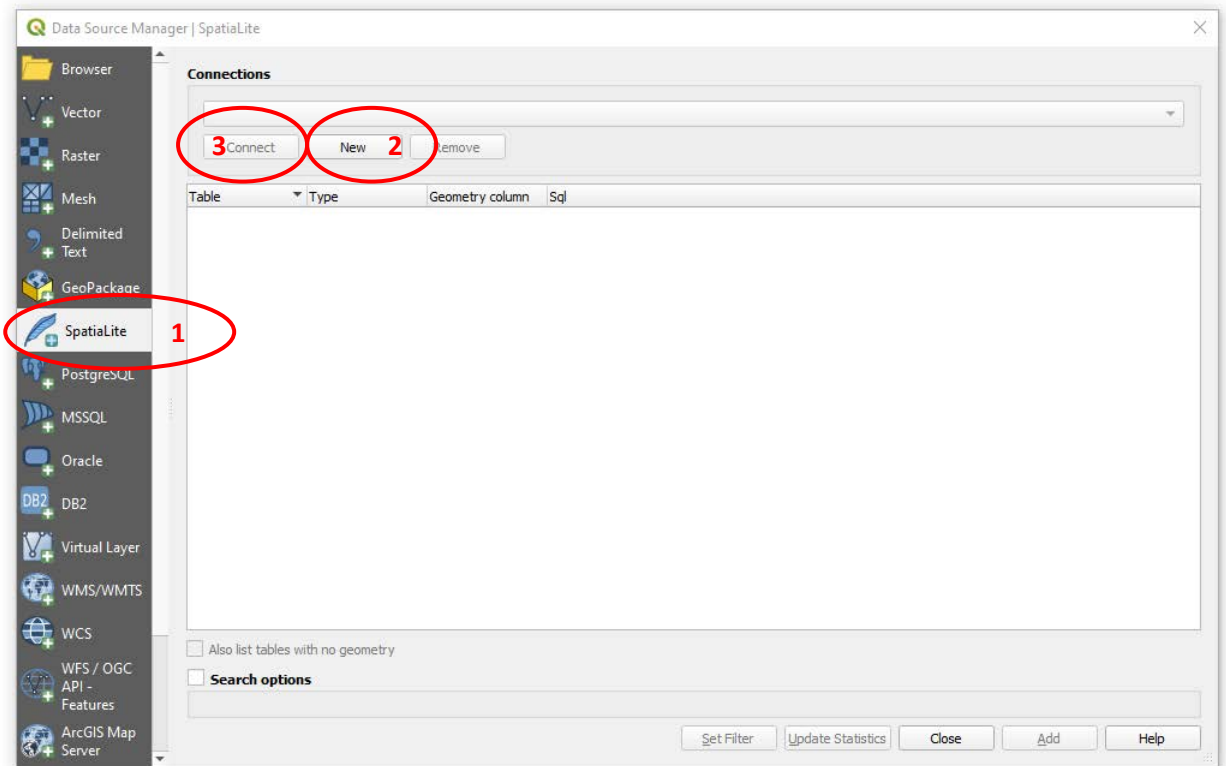 Data Source Manager | SpatiaLite
Browser
Vector
Raster
Mesh
Delimited
Text
GeoPackage
SpatiaLite 1
PostgreSQL
MSSQL
Oracle
DB2 DB2
Virtual Layer
WMS/WMTS
WCS
WFS / OGC
API -
Features
ArcGIS Map
Server
Connections
3 Connect New 2 Remove
Table Type Geometry column Sql
Also list tables with no geometry
Search options
Set Filter Update Statistics Close Add Help